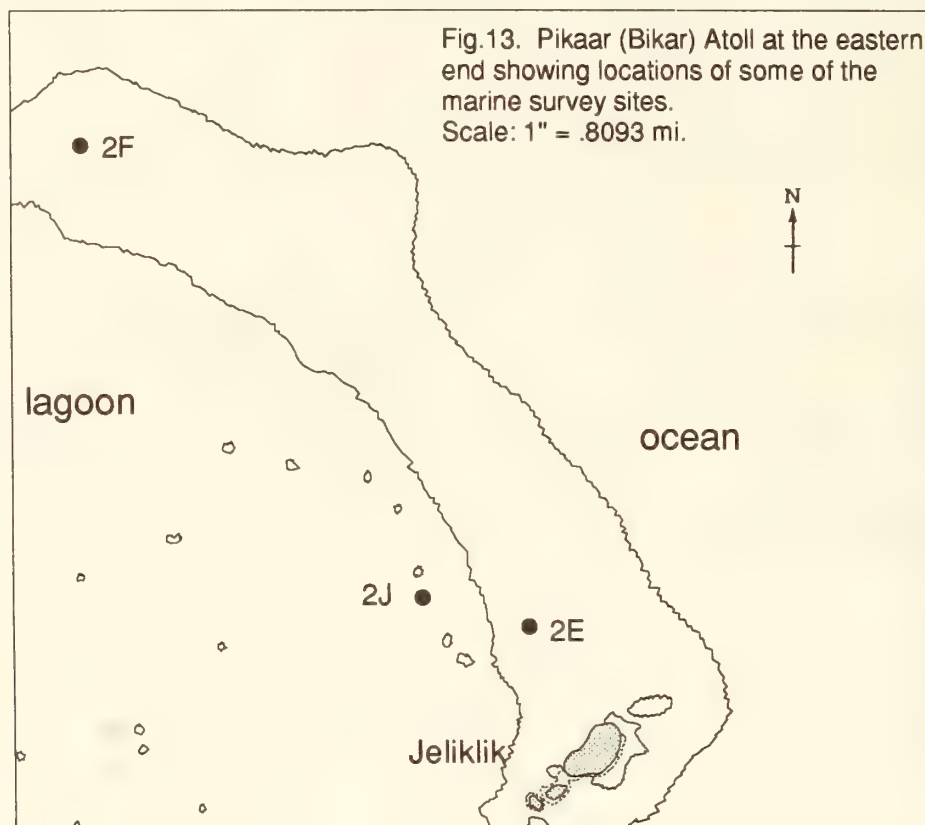 Fig.13. Pikaar (Bikar) Atoll at the eastern
end showing locations of some of the
marine survey sites.
Scale: 1" = .8093 mi.
2F
N
lagoon
ocean
2J
2E
Jeliklik